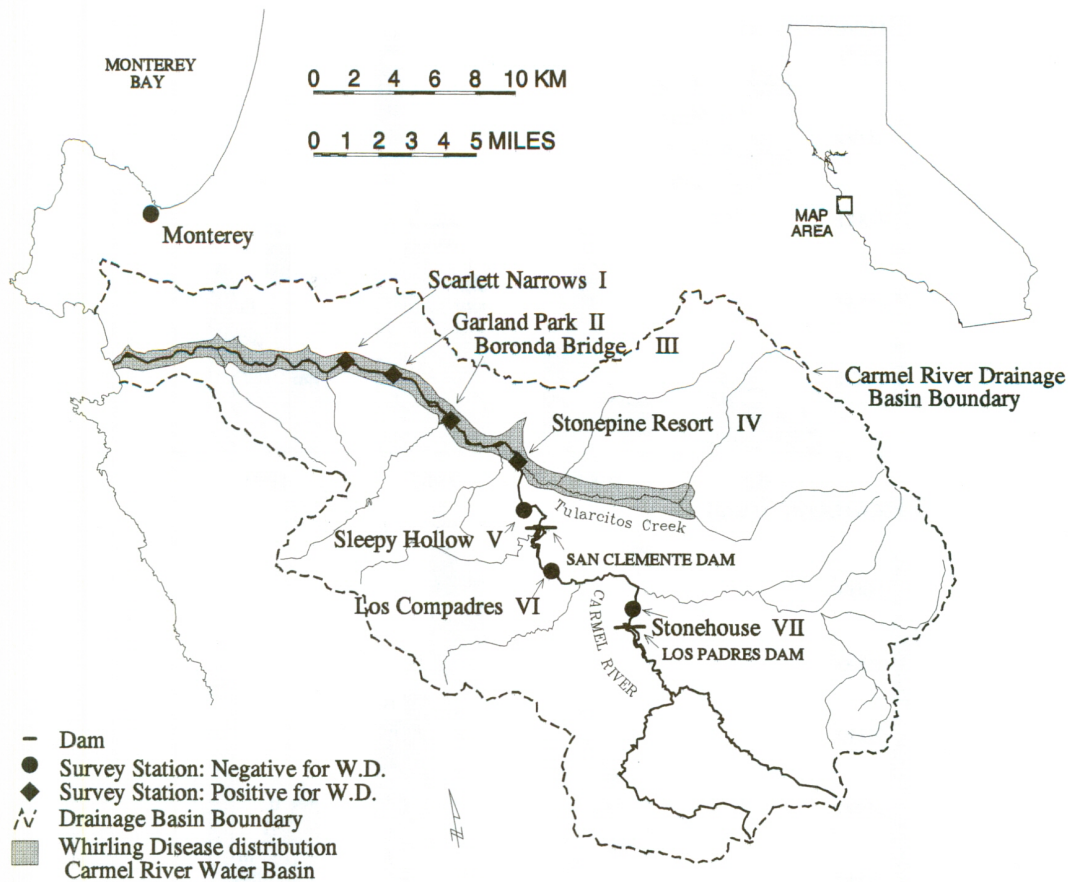 MONTEREY
BAY
0 2 4 6 8 10 KM
0 1 2 3 4 5 MILES
MAP
AREA
Monterey
Scarlett Narrows I
Garland Park II
Boronda Bridge III
Carmel River Drainage
Basin Boundary
Stonepine Resort IV
Tularcitos Creek
Sleepy Hollow V
SAN CLEMENTE DAM
Los Compadres VI
CARMEL RIVER
Stonehouse VII
LOS PADRES DAM
Dam
Survey Station: Negative for W.D.
Survey Station: Positive for W.D.
Drainage Basin Boundary
Whirling Disease distribution
Carmel River Water Basin
N